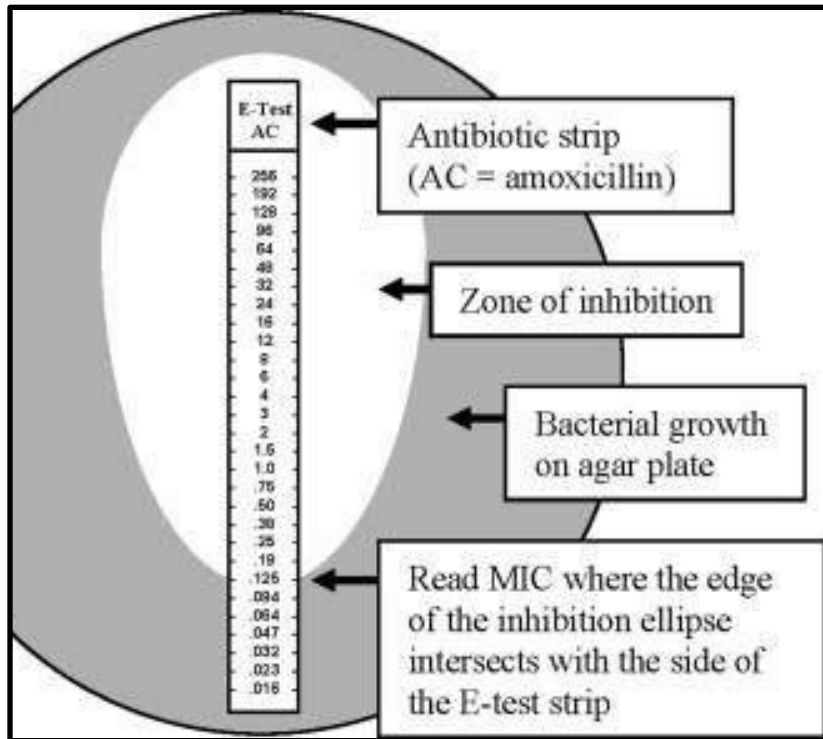 E-Test
AC
256
192
128
96
64
48
32
24
16
12
8
6
4
3
2
1.5
1.0
.75
.50
.38
.25
.19
.125
.094
.064
.047
.032
.023
.016
Antibiotic strip
(AC = amoxicillin)
Zone of inhibition
Bacterial growth
on agar plate
Read MIC where the edge
of the inhibition ellipse
intersects with the side of
the E-test strip